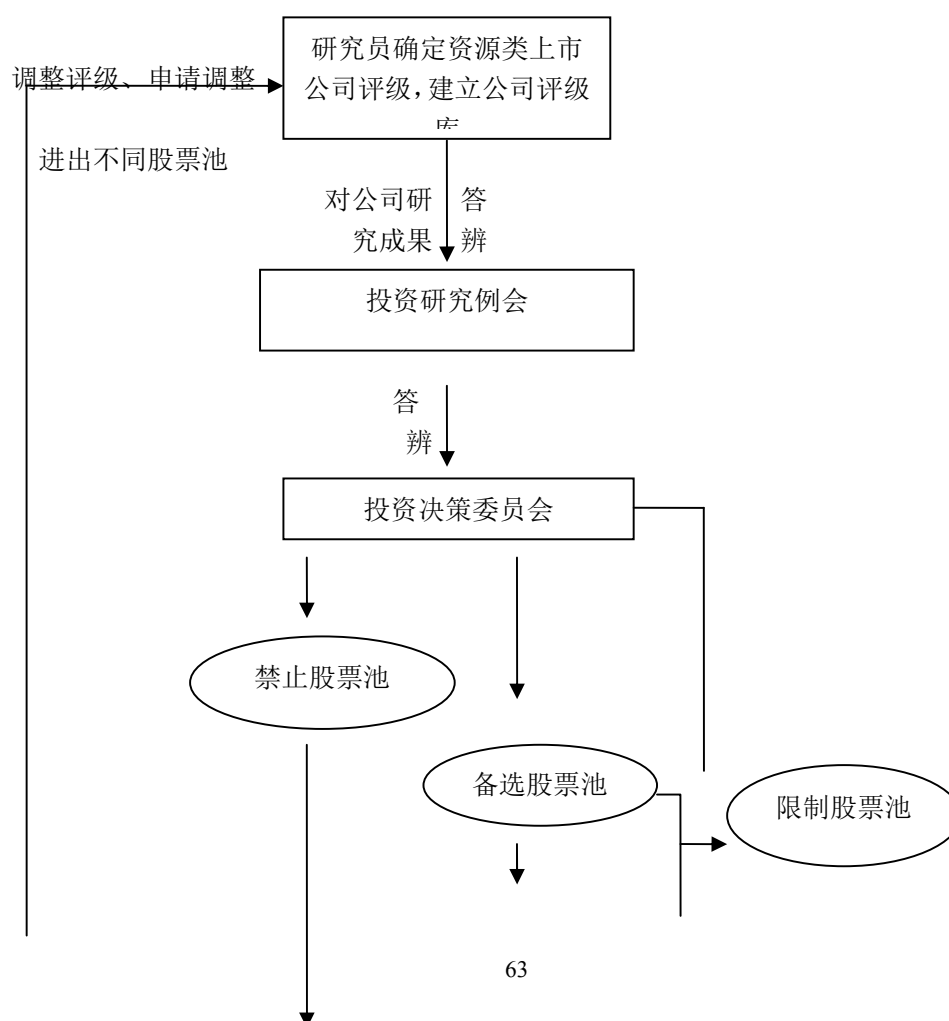 研究员确定资源类上市
公司评级，建立公司评级
库
调整评级、申请调整
进出不同股票池
对公司研
究成果
答
辨
投资研究例会
答
辨
投资决策委员会
禁止股票池
备选股票池
限制股票池
63